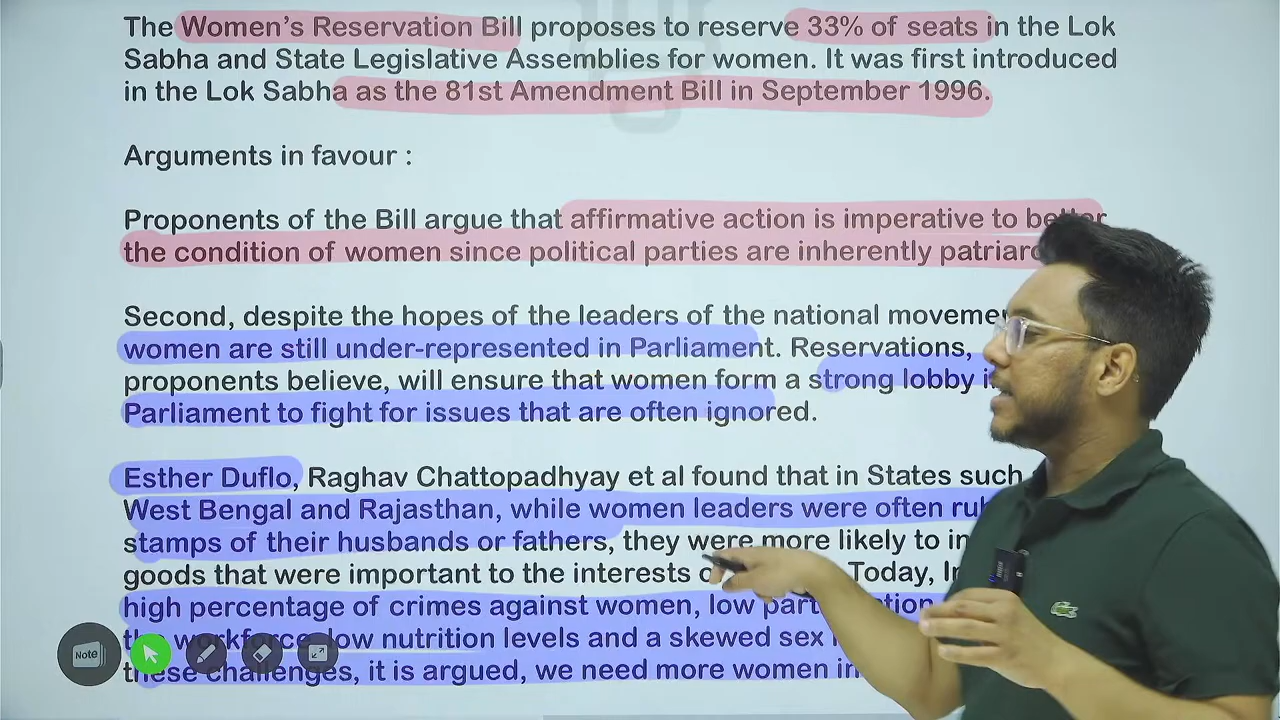 The Women’s Reservation Bill proposes to reserve 33% of seats in the Lok
Sabha and State Legislative Assemblies for women. It was first introduced
in the Lok Sabha as the 81st Amendment Bill in September 1996.
Arguments in favour :
Proponents of the Bill argue that affirmative action is imperative to better
the condition of women since political parties are inherently
Second, despite the hopes of the leaders of the national
women are still under-represented in Parliament. Reservations,
proponents believe, will ensure that women form a strong lobby
Parliament to fight for issues that are often ignored.
Esther Duflo, Raghav Chattopadhyay et al found that in States such
West Bengal and Rajasthan, while women leaders were often
stamps of their husbands or fathers, they were more likely to
goods that were important to the interests Today,
high percentage of crimes against women, low
the workforce, low nutrition levels and a skewed sex
these challenges, it is argued, we need more women in
Note